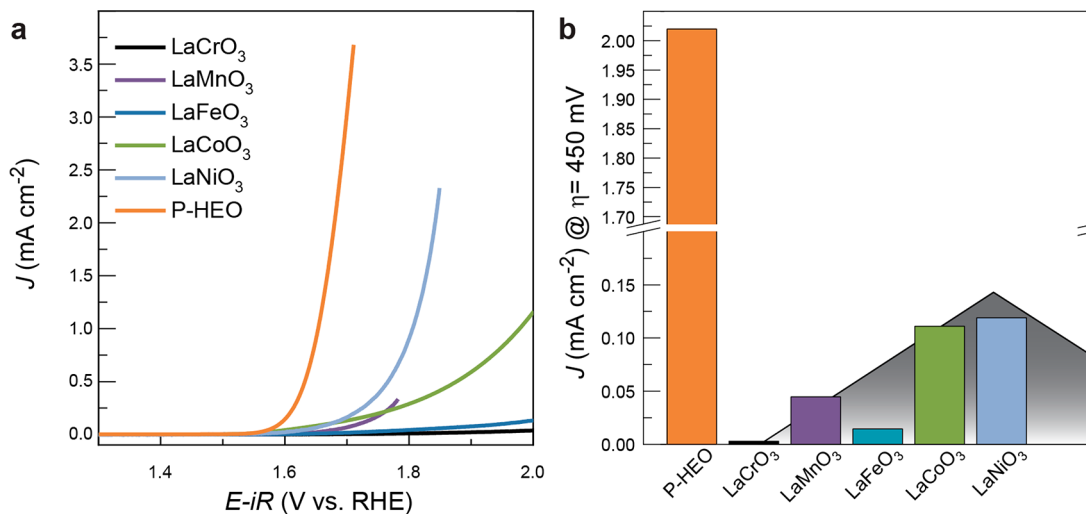 a
LaCrO3
LaMnO3
LaFeO3
LaCoO3
LaNiO3
P-HEO
J (mA cm-2)
3.5
3.0
2.5
2.0
1.5
1.0
0.5
0.0
1.4
1.6
1.8
2.0
E-iR (V vs. RHE)
b
J (mA cm-2) @ η= 450 mV
2.00
1.95
1.90
1.85
1.80
1.75
1.70
0.15
0.10
0.05
0.00
P-HEO
LaCrO3
LaMnO3
LaFeO3
LaCoO3
LaNiO3